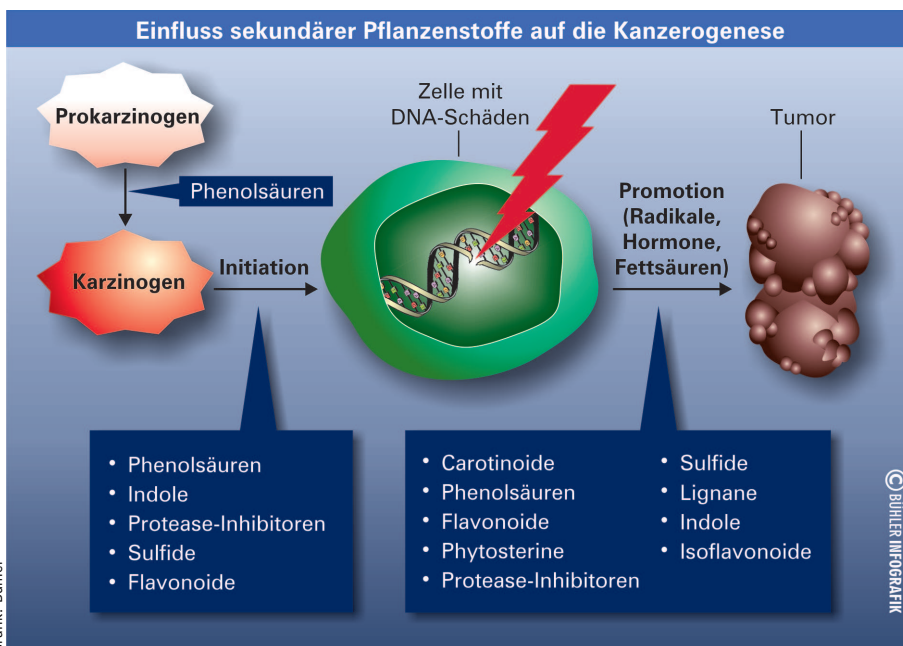 Einfluss sekundärer Pflanzenstoffe auf die Kanzerogenese
Prokarzinogen
Phenolsäuren
Karzinogen
Initiation
Zelle mit
DNA-Schäden
Promotion
(Radikale,
Hormone,
Fettsäuren)
Tumor
• Phenolsäuren
• Indole
• Protease-Inhibitoren
• Sulfide
• Flavonoide
• Carotinoide
• Phenolsäuren
• Flavonoide
• Phytosterine
• Protease-Inhibitoren
• Sulfide
• Lignane
• Indole
• Isoflavonoide
© BÜHLER INFOGRAFIK